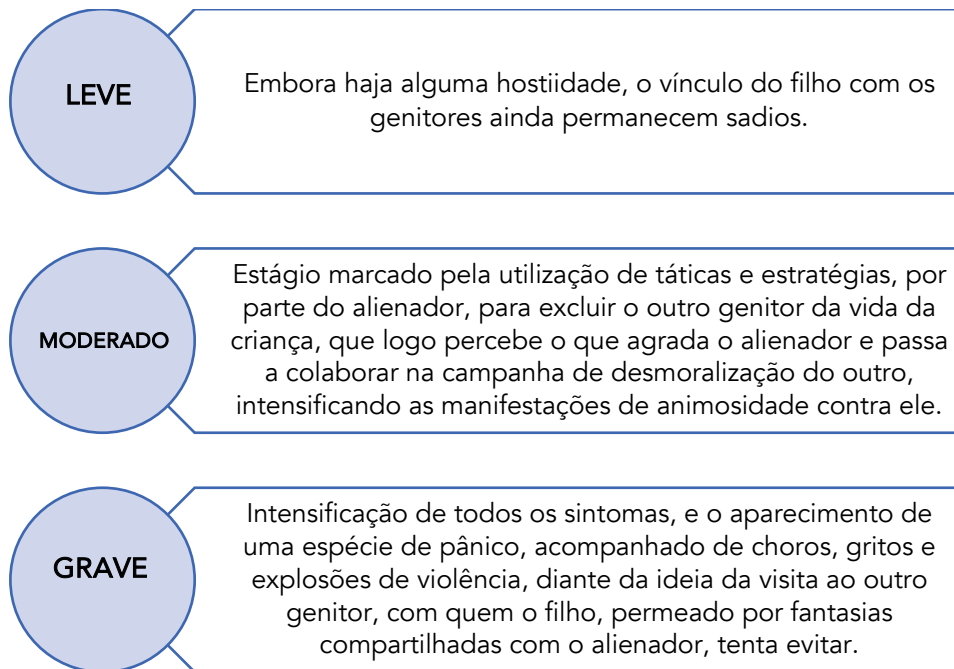 LEVE
Embora haja alguma hostiidade, o vínculo do filho com os
genitores ainda permanecem sadios.
MODERADO
Estágio marcado pela utilização de táticas e estratégias, por
parte do alienador, para excluir o outro genitor da vida da
criança, que logo percebe o que agrada o alienador e passa
a colaborar na campanha de desmoralização do outro,
intensificando as manifestações de animosidade contra ele.
GRAVE
Intensificação de todos os sintomas, e o aparecimento de
uma espécie de pânico, acompanhado de choros, gritos e
explosões de violência, diante da ideia da visita ao outro
genitor, com quem o filho, permeado por fantasias
compartilhadas com o alienador, tenta evitar.